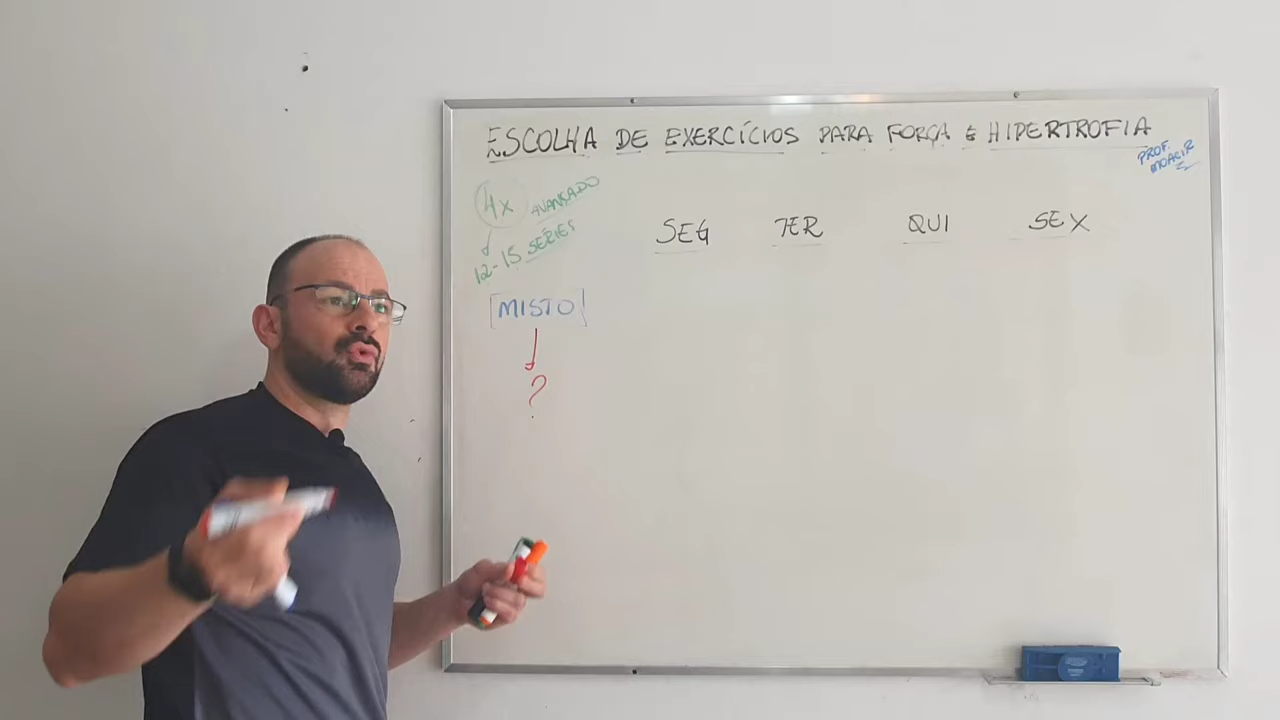 ESCOLHA DE EXERCÍCIOS PARA FORÇA E HIPERTROFIA
PROF. MOACIR
4x AVANÇADO
12-15 SÉRIES
SEG TER QUI SEX
[MISTO]
?